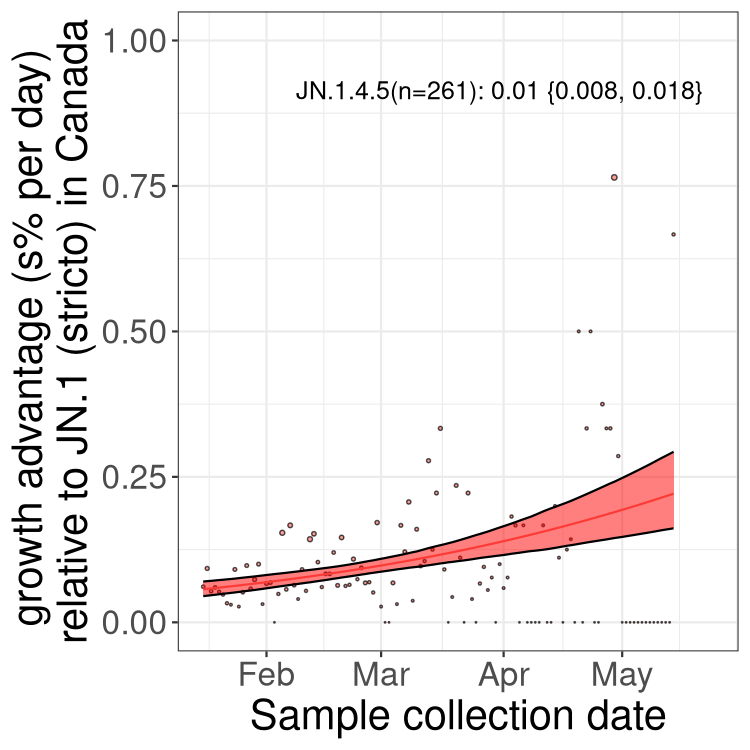 growth advantage (s% per day)
relative to JN.1 (stricto) in Canada
1.00
0.75
0.50
0.25
0.00
JN.1.4.5(n=261): 0.01 {0.008, 0.018}
Feb Mar Apr May
Sample collection date